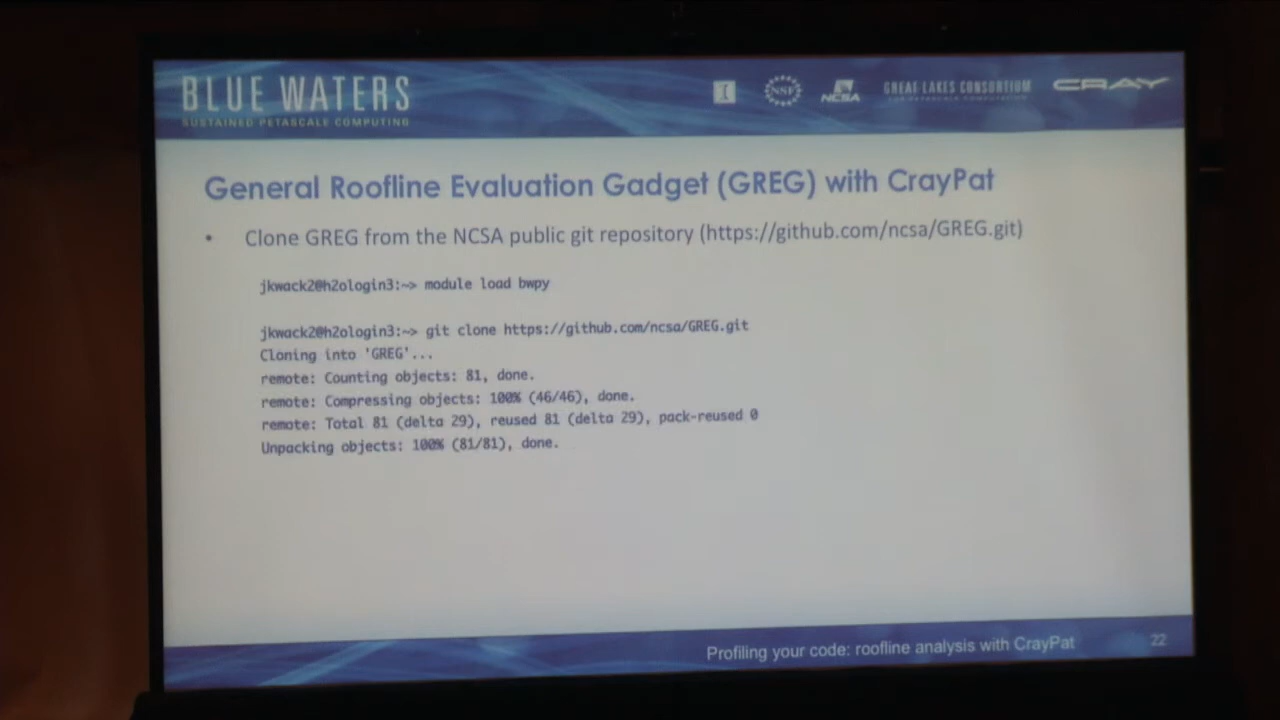 BLUE WATERS
SUSTAINED PETASCALE COMPUTING
I
NSF
NCSA
GREAT LAKES CONSORTIUM
FOR PETASCALE COMPUTATION
CRAY
General Roofline Evaluation Gadget (GREG) with CrayPat
• Clone GREG from the NCSA public git repository (https://github.com/ncsa/GREG.git)
jkwack2@h2ologin3:~> module load bwpy
jkwack2@h2ologin3:~> git clone https://github.com/ncsa/GREG.git
Cloning into 'GREG'...
remote: Counting objects: 81, done.
remote: Compressing objects: 100% (46/46), done.
remote: Total 81 (delta 29), reused 81 (delta 29), pack-reused 0
Unpacking objects: 100% (81/81), done.
Profiling your code: roofline analysis with CrayPat
22